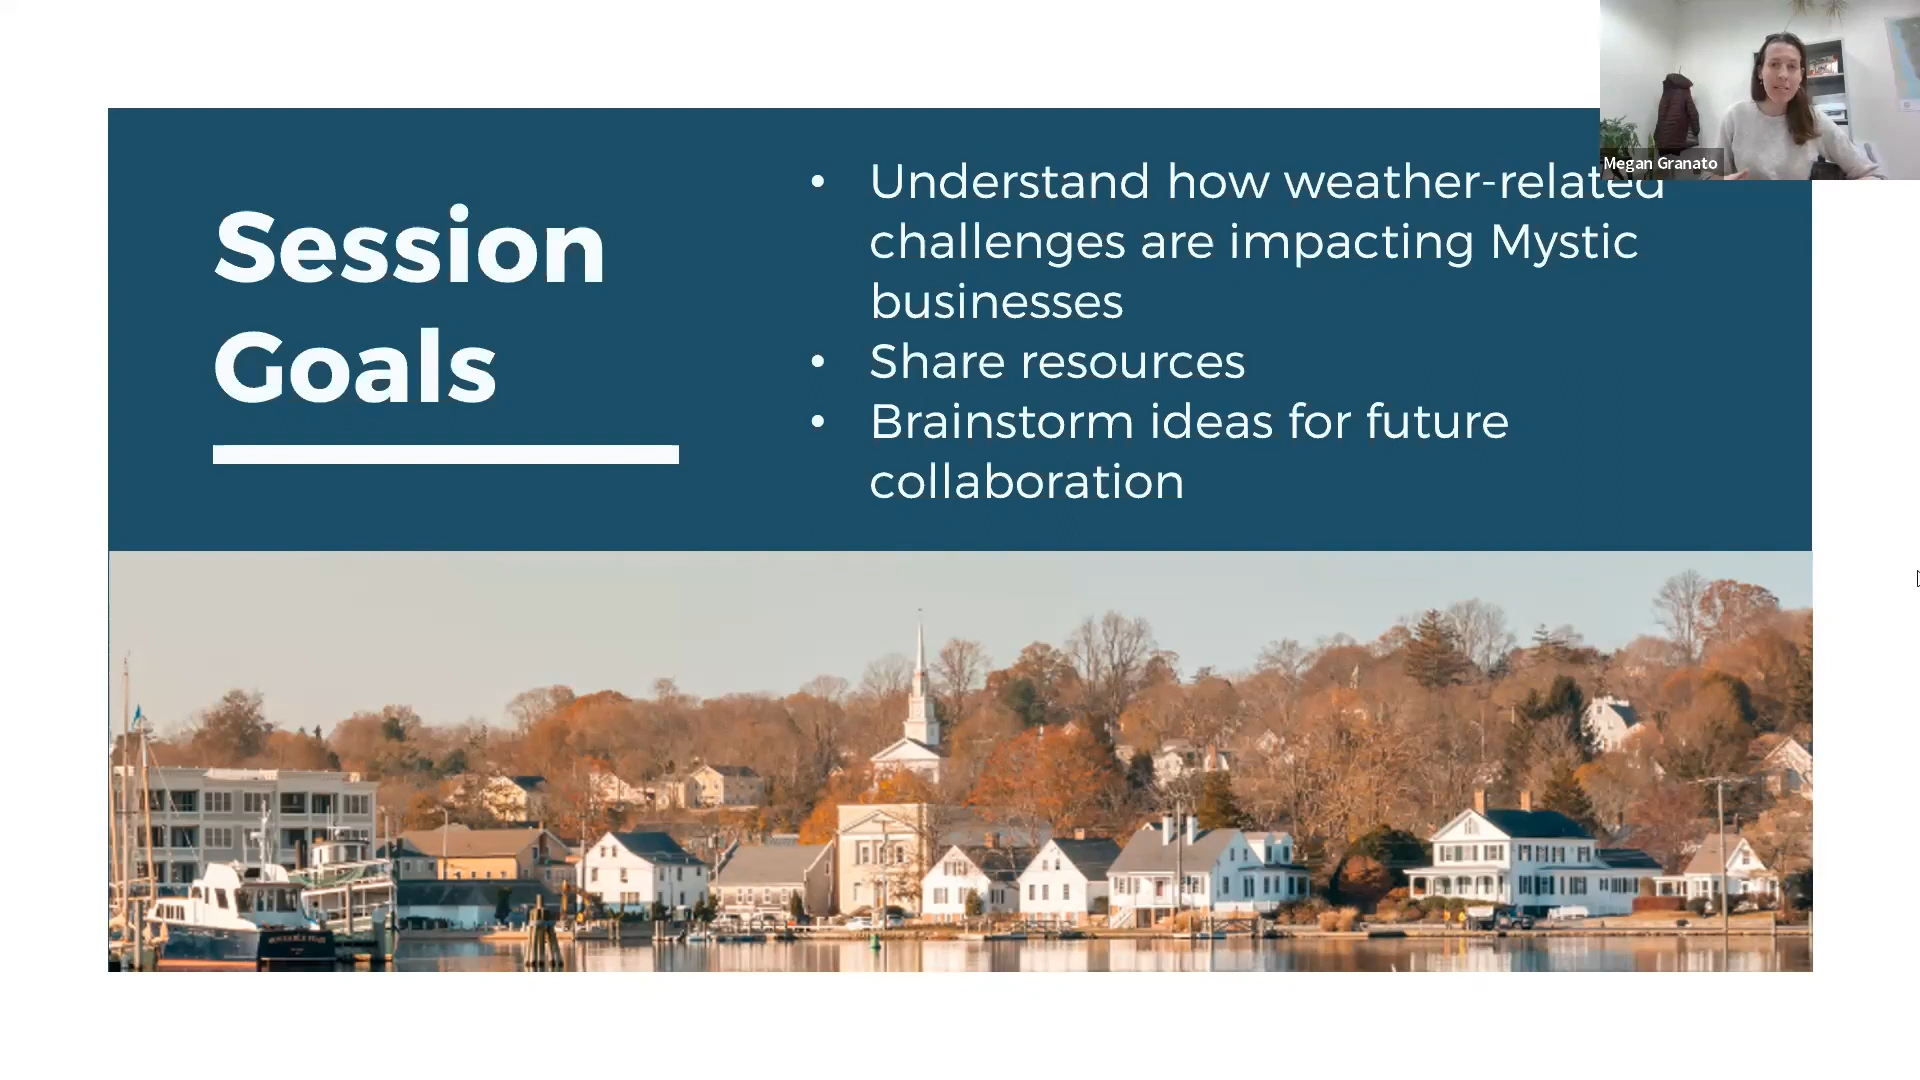 Megan Granato
Session
Goals
• Understand how weather-related
challenges are impacting Mystic
businesses
• Share resources
• Brainstorm ideas for future
collaboration